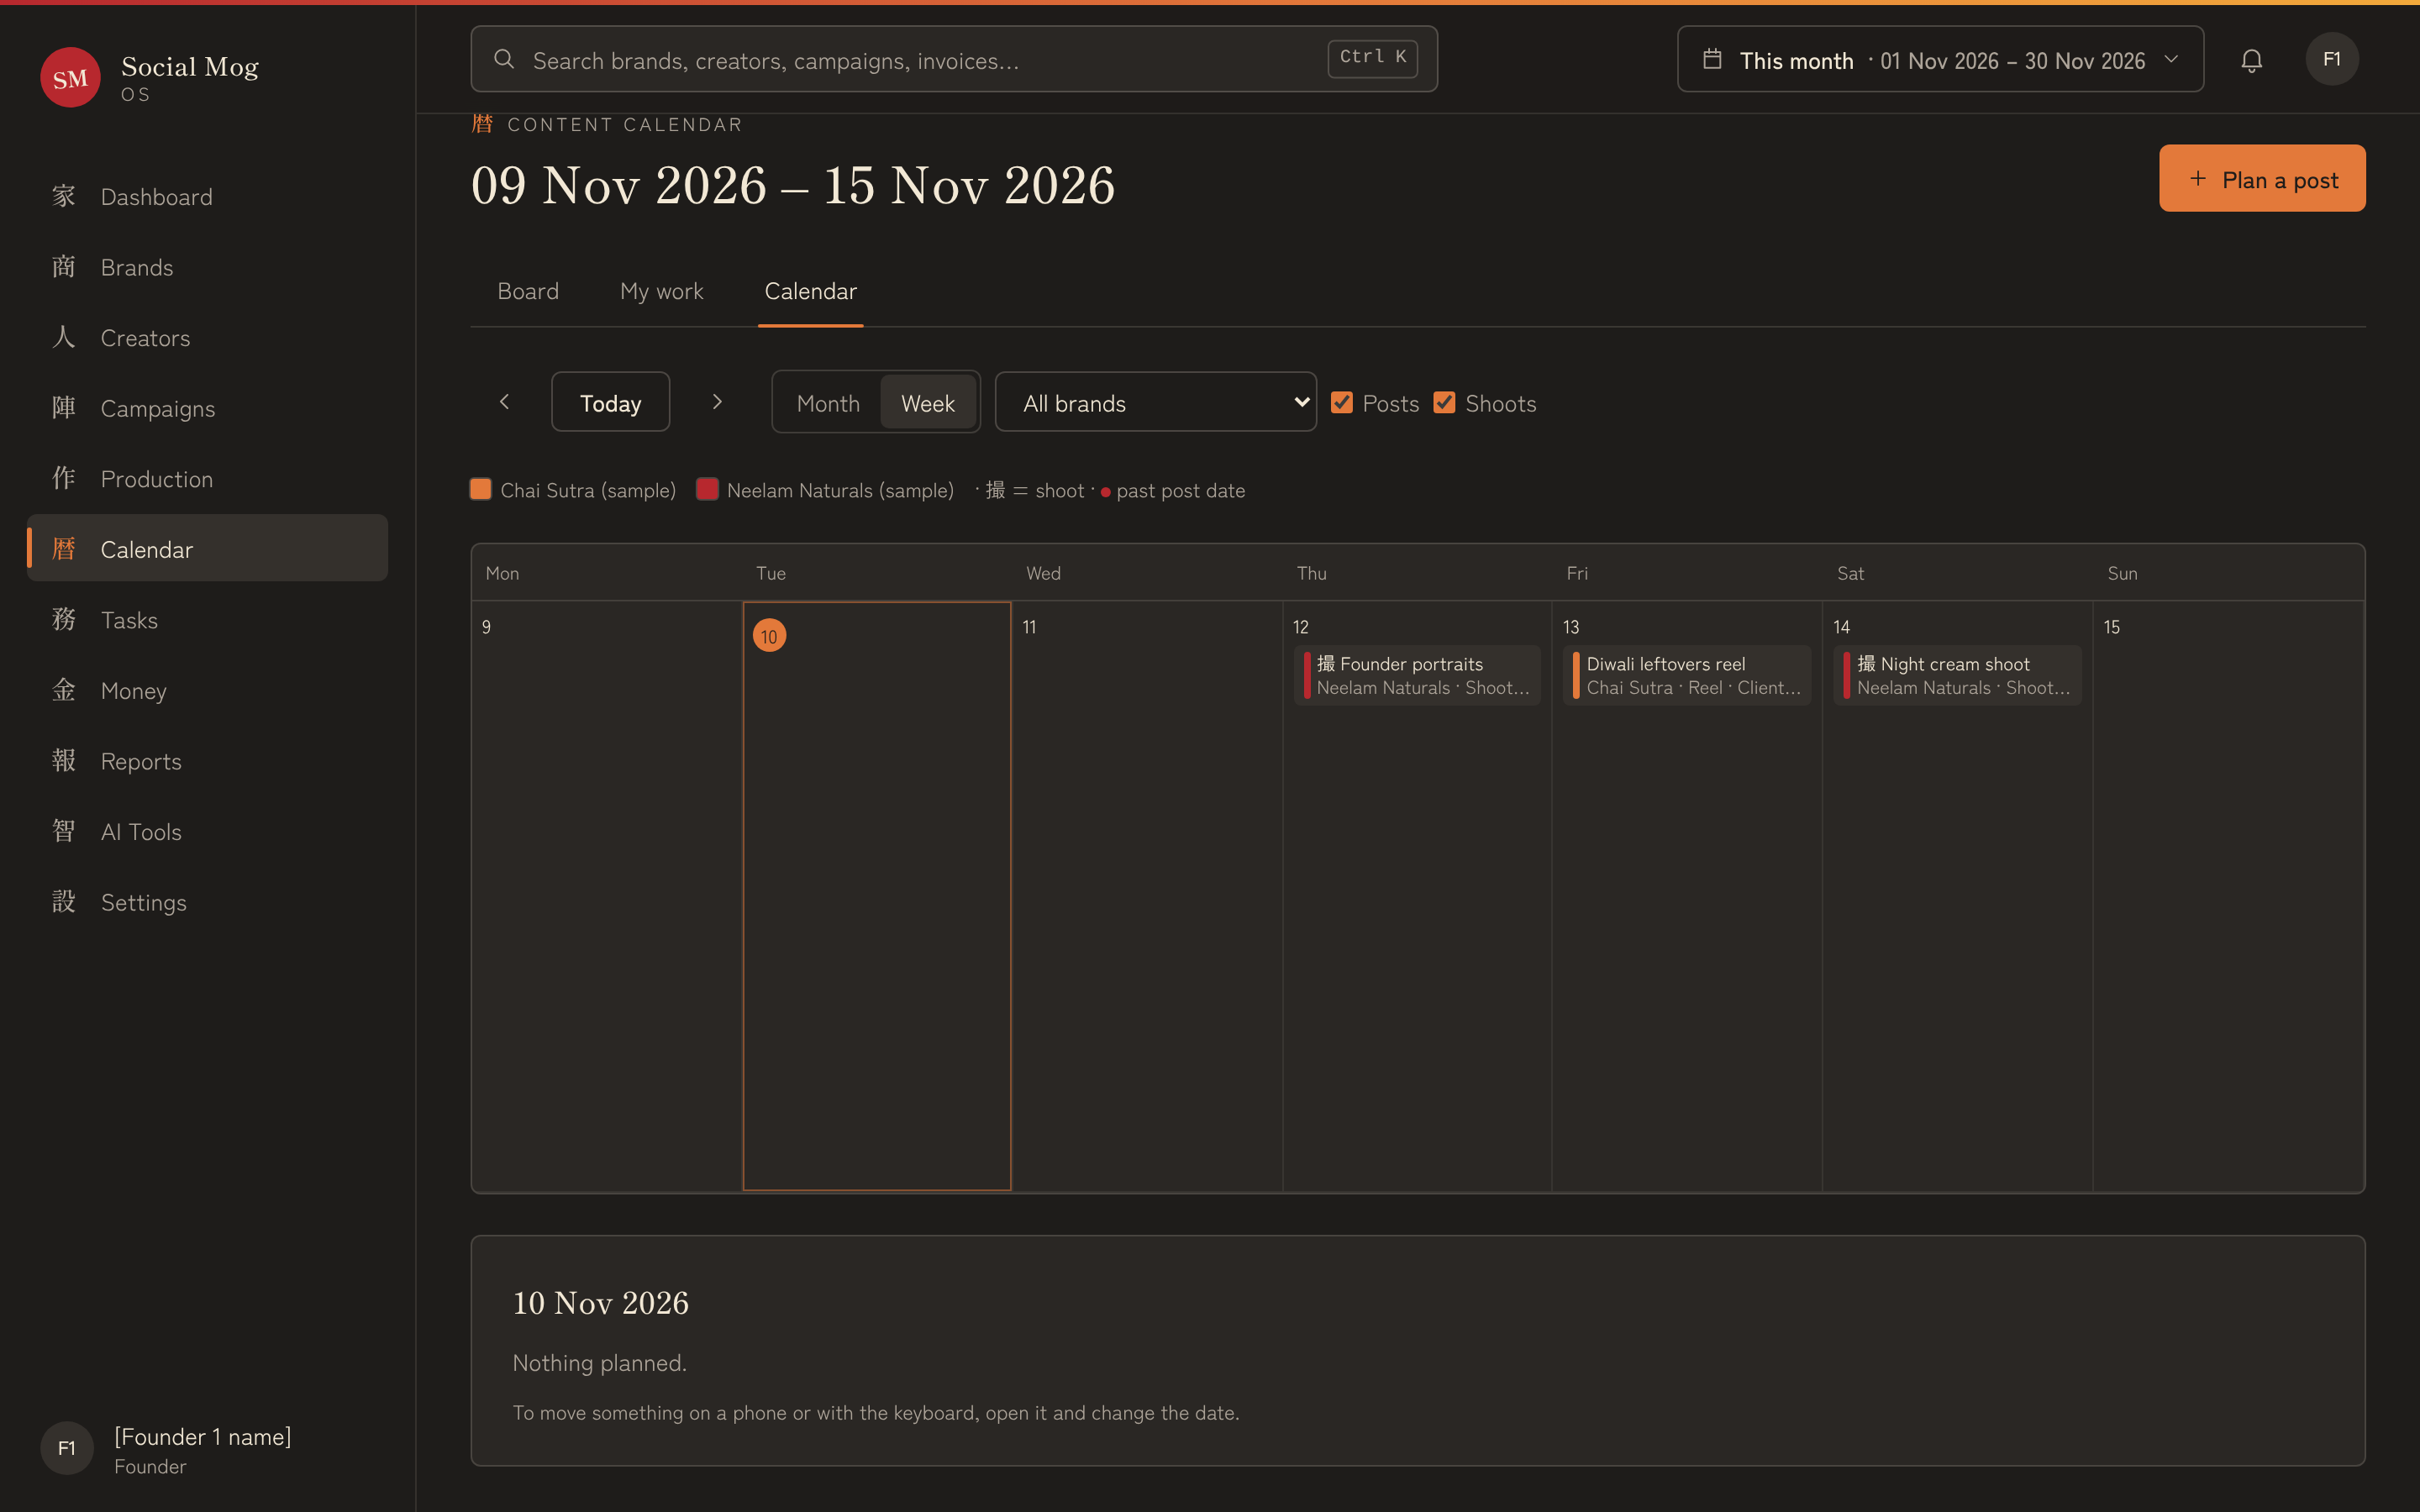 SM
Social Mog
OS
家 Dashboard
商 Brands
人 Creators
陣 Campaigns
作 Production
暦 Calendar
務 Tasks
金 Money
報 Reports
智 AI Tools
設 Settings
F1
[Founder 1 name]
Founder
Search brands, creators, campaigns, invoices...
Ctrl K
This month · 01 Nov 2026 – 30 Nov 2026
F1
暦 CONTENT CALENDAR
09 Nov 2026 – 15 Nov 2026
+ Plan a post
Board My work Calendar
Today
Month Week
All brands
Posts Shoots
Chai Sutra (sample) Neelam Naturals (sample) · 撮 = shoot · past post date
Mon Tue Wed Thu Fri Sat Sun
9 10 11 12 13 14 15
撮 Founder portraits
Neelam Naturals · Shoot...
Diwali leftovers reel
Chai Sutra · Reel · Client...
撮 Night cream shoot
Neelam Naturals · Shoot...
10 Nov 2026
Nothing planned.
To move something on a phone or with the keyboard, open it and change the date.